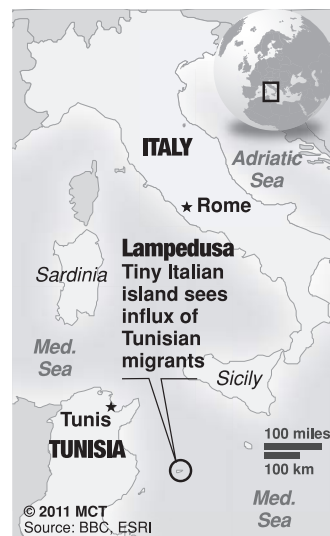 ITALY
Adriatic
Sea
Rome
Lampedusa
Tiny Italian
island sees
influx of
Tunisian
migrants
Sardinia
Med.
Sea
Sicily
Tunis
TUNISIA
100 miles
100 km
Med.
Sea
© 2011 MCT
Source: BBC, ESRI